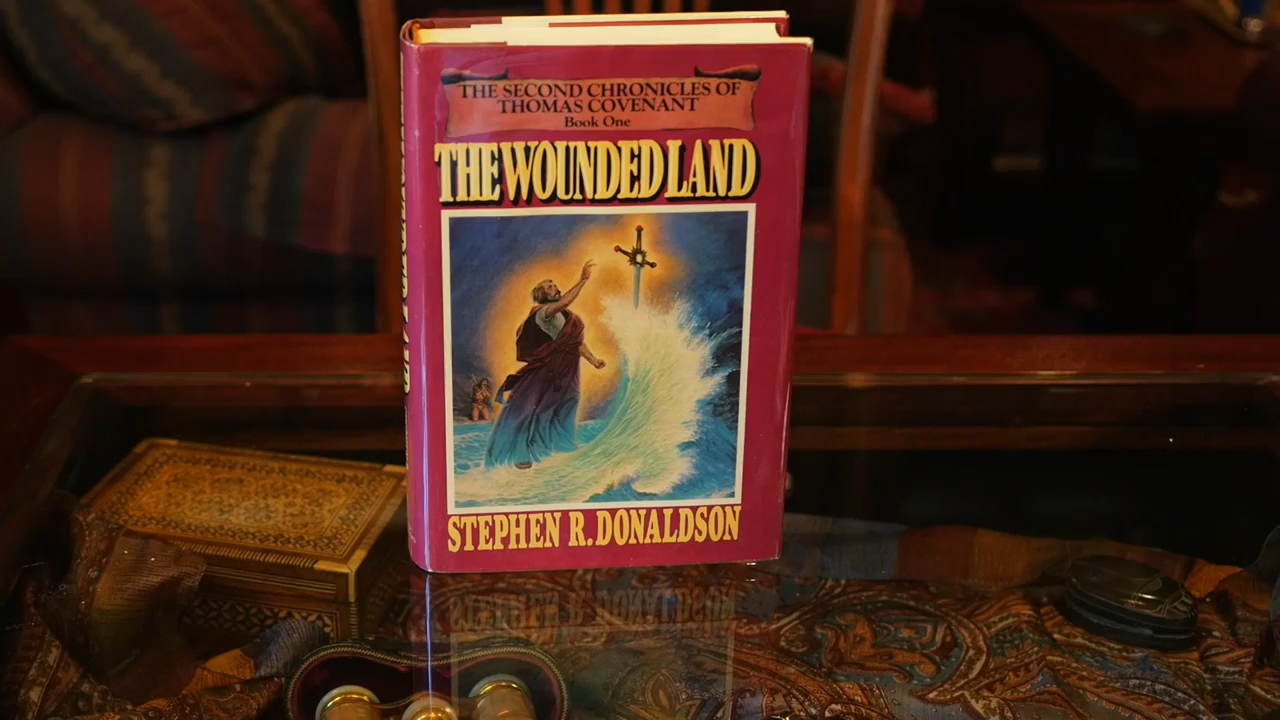 THE SECOND CHRONICLES OF
THOMAS COVENANT
Book One
THE WOUNDED LAND
STEPHEN R. DONALDSON